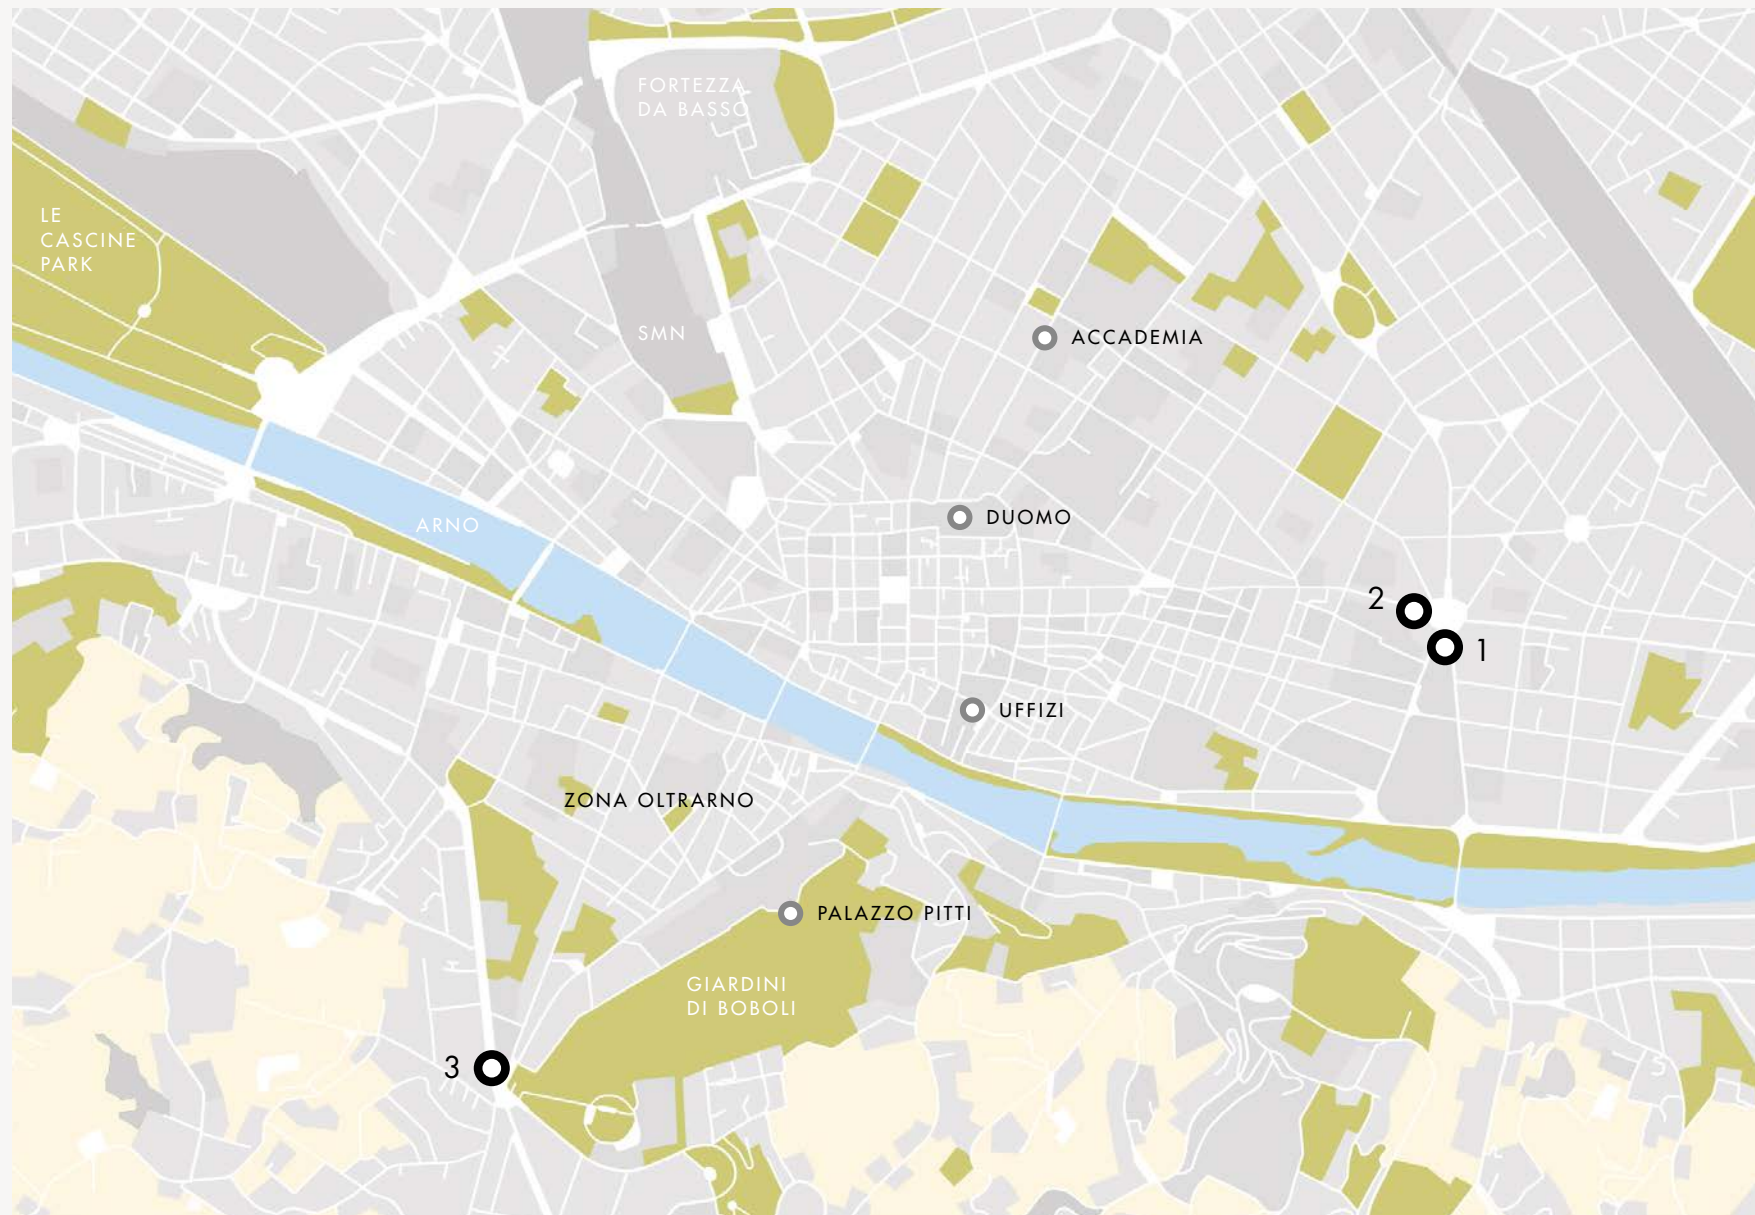 FORTEZZA
DA BASSO
LE
CASCINE
PARK
SMN
ACCADEMIA
ARNO
DUOMO
2
1
UFFIZI
ZONA OLTRARNO
PALAZZO PITTI
GIARDINI
DI BOBOLI
3